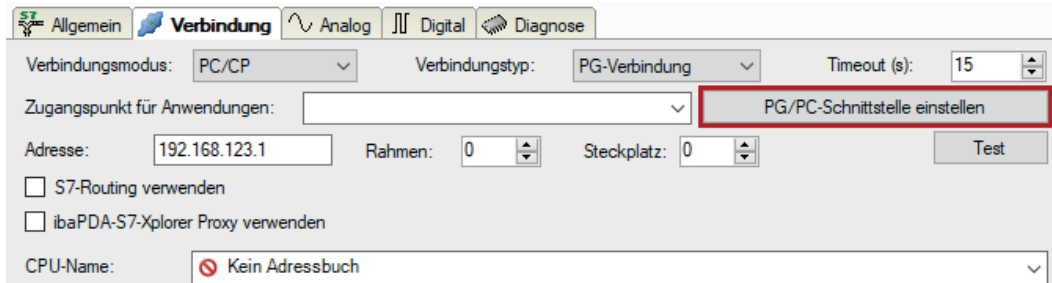 S7 Allgemein Verbindung Analog Digital Diagnose
Verbindungsmodus: PC/CP Verbindungstyp: PG-Verbindung Timeout (s): 15
Zugangspunkt für Anwendungen: PG/PC-Schnittstelle einstellen
Adresse: 192.168.123.1 Rahmen: 0 Steckplatz: 0 Test
S7-Routing verwenden
ibaPDA-S7-Xplorer Proxy verwenden
CPU-Name: Kein Adressbuch